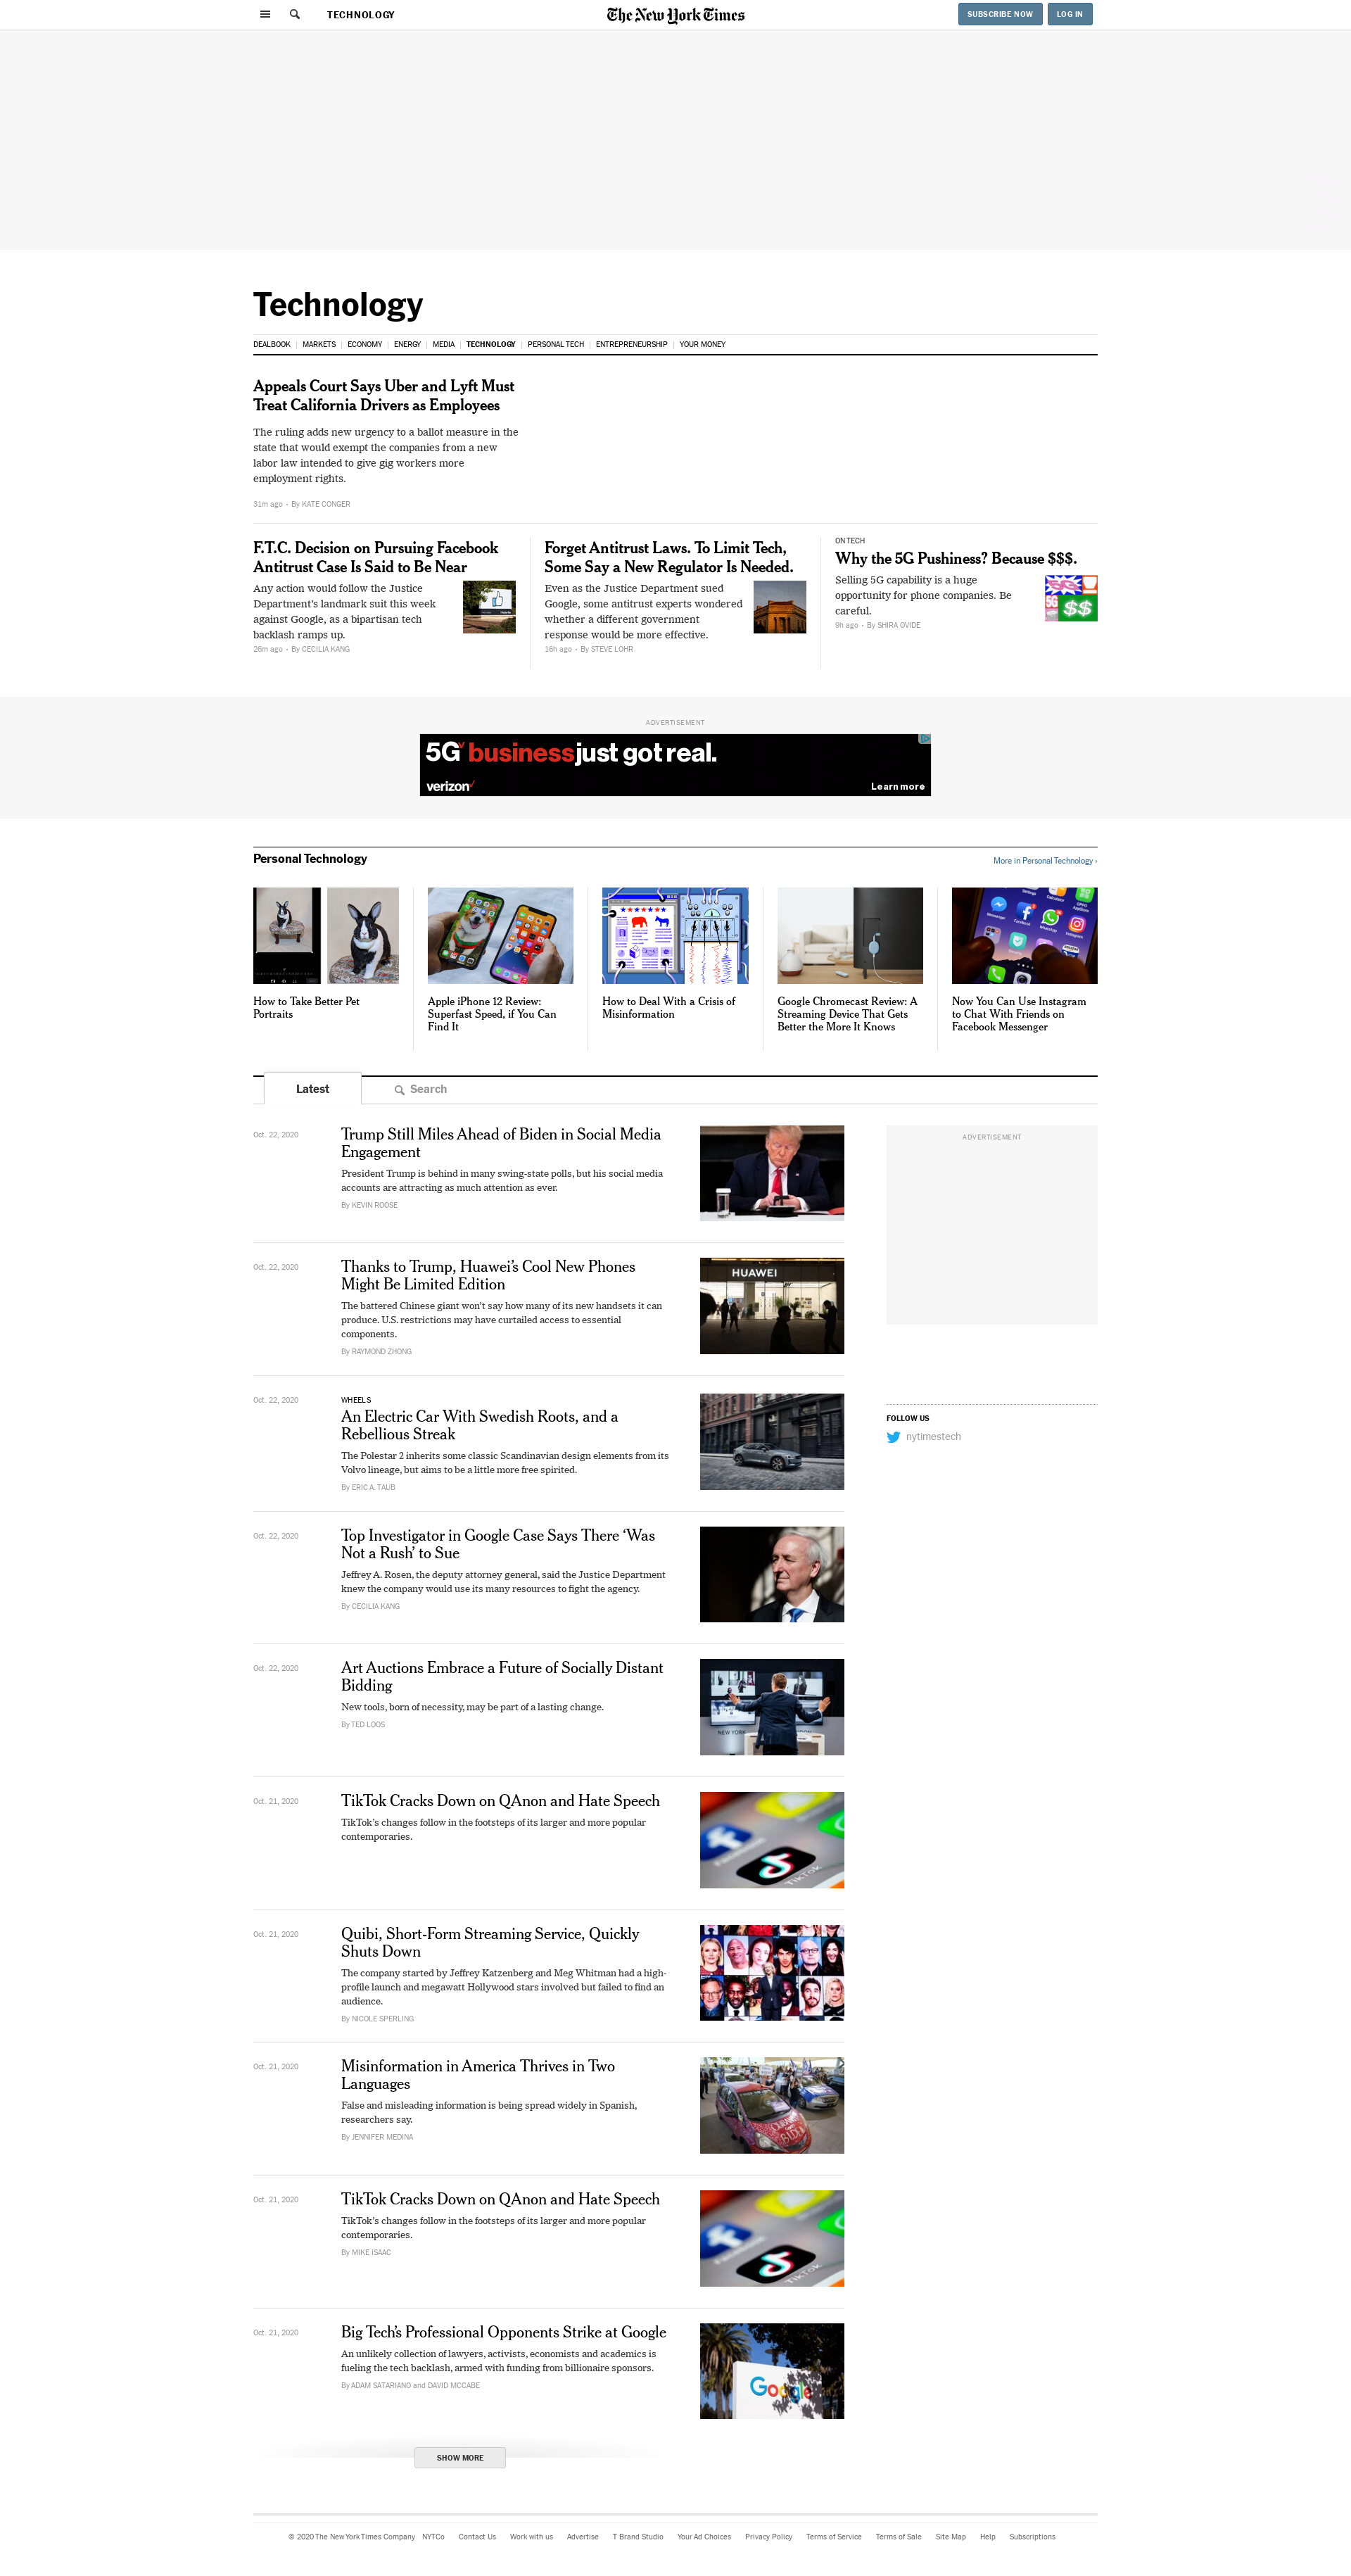 TECHNOLOGY
The New York Times
SUBSCRIBE NOW
LOG IN
Technology
DEALBOOK MARKETS ECONOMY ENERGY MEDIA TECHNOLOGY PERSONAL TECH ENTREPRENEURSHIP YOUR MONEY
Appeals Court Says Uber and Lyft Must
Treat California Drivers as Employees
The ruling adds new urgency to a ballot measure in the
state that would exempt the companies from a new
labor law intended to give gig workers more
employment rights.
31m ago • By KATE CONGER
F.T.C. Decision on Pursuing Facebook
Antitrust Case Is Said to Be Near
Any action would follow the Justice
Department's landmark suit this week
against Google, as a bipartisan tech
backlash ramps up.
26m ago • By CECILIA KANG
Forget Antitrust Laws. To Limit Tech,
Some Say a New Regulator Is Needed.
Even as the Justice Department sued
Google, some antitrust experts wondered
whether a different government
response would be more effective.
16h ago • By STEVE LOHR
ON TECH
Why the 5G Pushiness? Because $$$.
Selling 5G capability is a huge
opportunity for phone companies. Be
careful.
9h ago • By SHIRA OVIDE
5G
$$
ADVERTISEMENT
5G business just got real.
verizon
Learn more
Personal Technology
More in Personal Technology ›
How to Take Better Pet
Portraits
Apple iPhone 12 Review:
Superfast Speed, if You Can
Find It
How to Deal With a Crisis of
Misinformation
Google Chromecast Review: A
Streaming Device That Gets
Better the More It Knows
Now You Can Use Instagram
to Chat With Friends on
Facebook Messenger
Latest
Search
Oct. 22, 2020
Trump Still Miles Ahead of Biden in Social Media
Engagement
President Trump is behind in many swing-state polls, but his social media
accounts are attracting as much attention as ever.
By KEVIN ROOSE
ADVERTISEMENT
Oct. 22, 2020
Thanks to Trump, Huawei's Cool New Phones
Might Be Limited Edition
The battered Chinese giant won't say how many of its new handsets it can
produce. U.S. restrictions may have curtailed access to essential
components.
By RAYMOND ZHONG
HUAWEI
Oct. 22, 2020
WHEELS
An Electric Car With Swedish Roots, and a
Rebellious Streak
The Polestar 2 inherits some classic Scandinavian design elements from its
Volvo lineage, but aims to be a little more free spirited.
By ERIC A. TAUB
FOLLOW US
nytimestech
Oct. 22, 2020
Top Investigator in Google Case Says There 'Was
Not a Rush' to Sue
Jeffrey A. Rosen, the deputy attorney general, said the Justice Department
knew the company would use its many resources to fight the agency.
By CECILIA KANG
Oct. 22, 2020
Art Auctions Embrace a Future of Socially Distant
Bidding
New tools, born of necessity, may be part of a lasting change.
By TED LOOS
NEW YORK
Oct. 21, 2020
TikTok Cracks Down on QAnon and Hate Speech
TikTok's changes follow in the footsteps of its larger and more popular
contemporaries.
TikTok
Oct. 21, 2020
Quibi, Short-Form Streaming Service, Quickly
Shuts Down
The company started by Jeffrey Katzenberg and Meg Whitman had a high-
profile launch and megawatt Hollywood stars involved but failed to find an
audience.
By NICOLE SPERLING
Oct. 21, 2020
Misinformation in America Thrives in Two
Languages
False and misleading information is being spread widely in Spanish,
researchers say.
By JENNIFER MEDINA
Oct. 21, 2020
TikTok Cracks Down on QAnon and Hate Speech
TikTok's changes follow in the footsteps of its larger and more popular
contemporaries.
By MIKE ISAAC
TikTok
Oct. 21, 2020
Big Tech's Professional Opponents Strike at Google
An unlikely collection of lawyers, activists, economists and academics is
fueling the tech backlash, armed with funding from billionaire sponsors.
By ADAM SATARIANO and DAVID MCCABE
Google
SHOW MORE
© 2020 The New York Times Company NYTCo Contact Us Work with us Advertise T Brand Studio Your Ad Choices Privacy Policy Terms of Service Terms of Sale Site Map Help Subscriptions